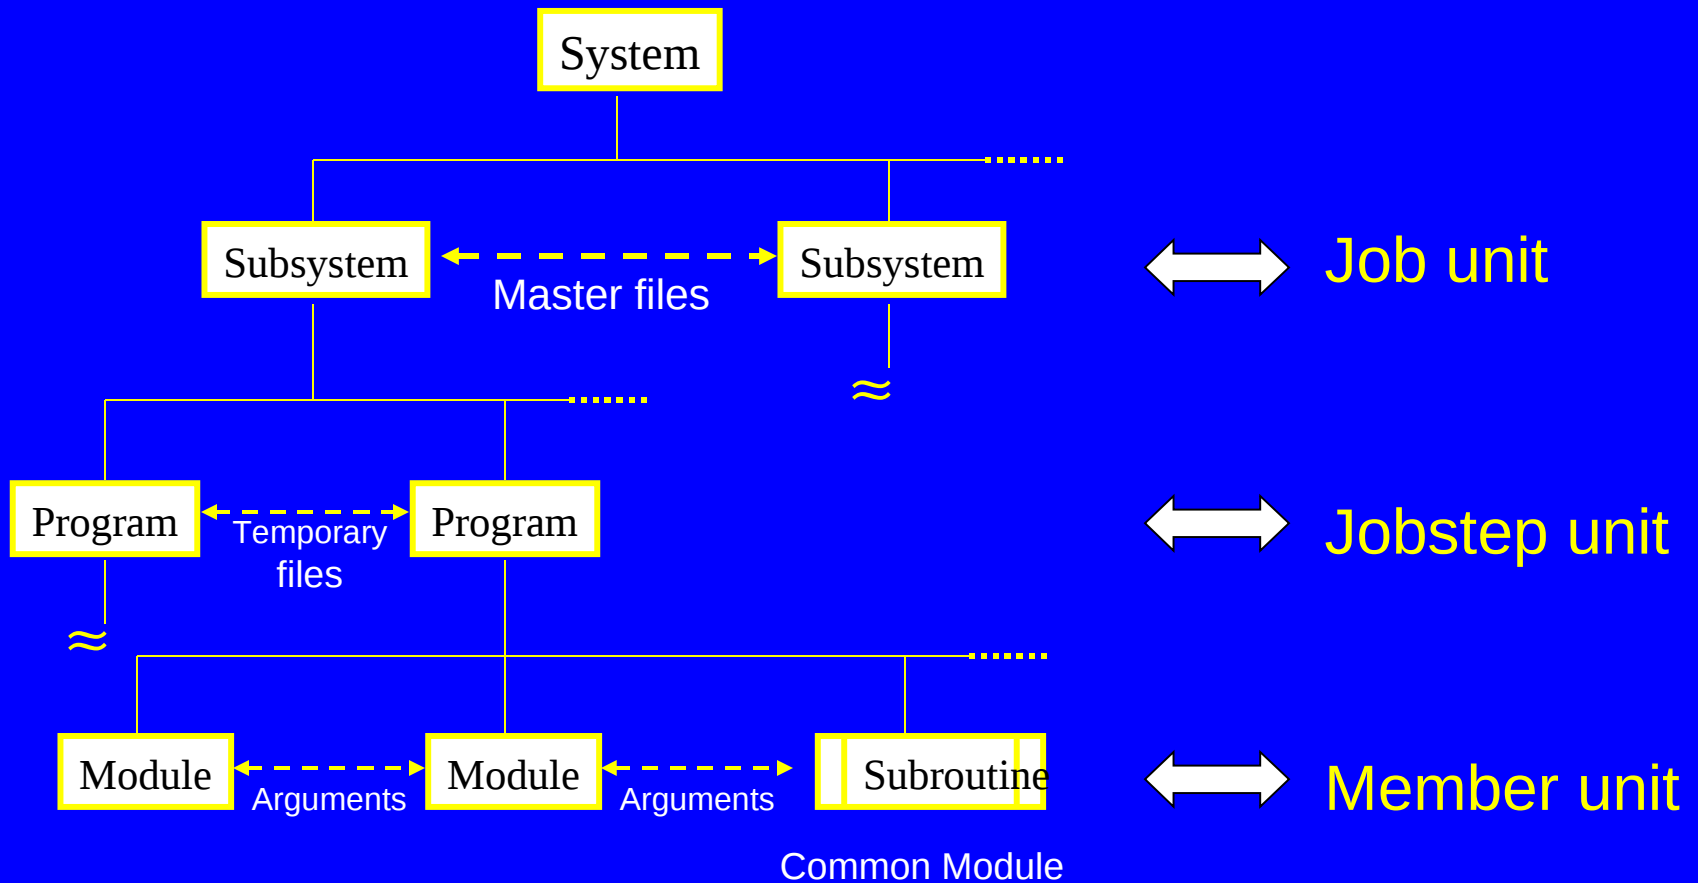 System
Subsystem
Subsystem
Job unit
Master files
Program
Program
Jobstep unit
Temporary
files
Module
Module
Subroutine
Member unit
Arguments
Arguments
Common Module